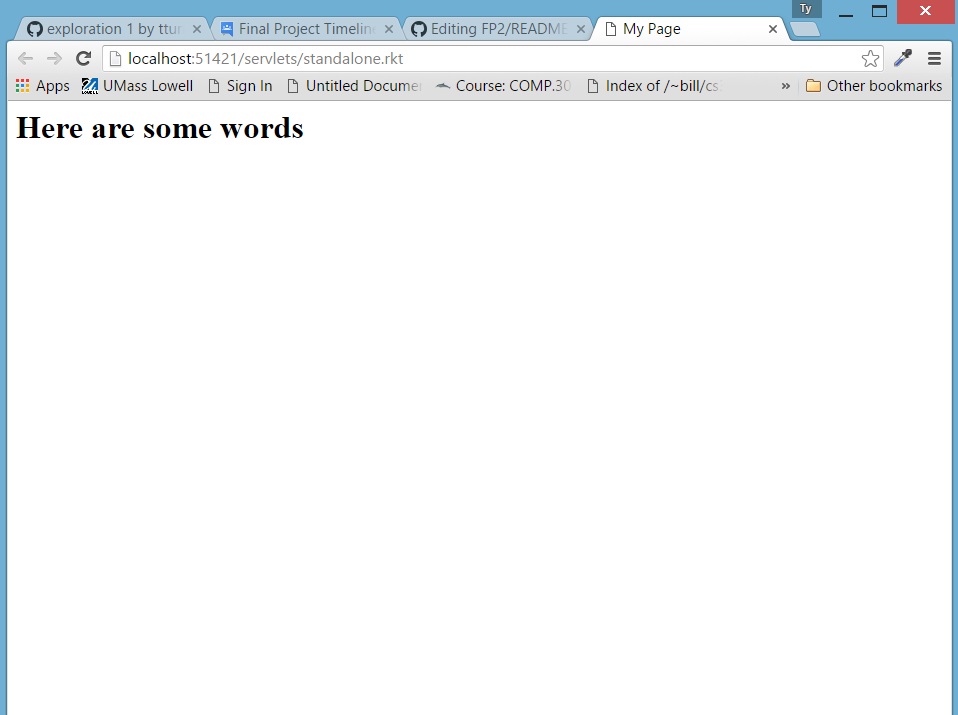 Ty
exploration 1 by ttur
Final Project Timeline
Editing FP2/README
My Page
localhost:51421/servlets/standalone.rkt
Apps
UMass Lowell
Sign In
Untitled Docume
Course: COMP.30
Index of /~bill/cs
Other bookmarks
Here are some words